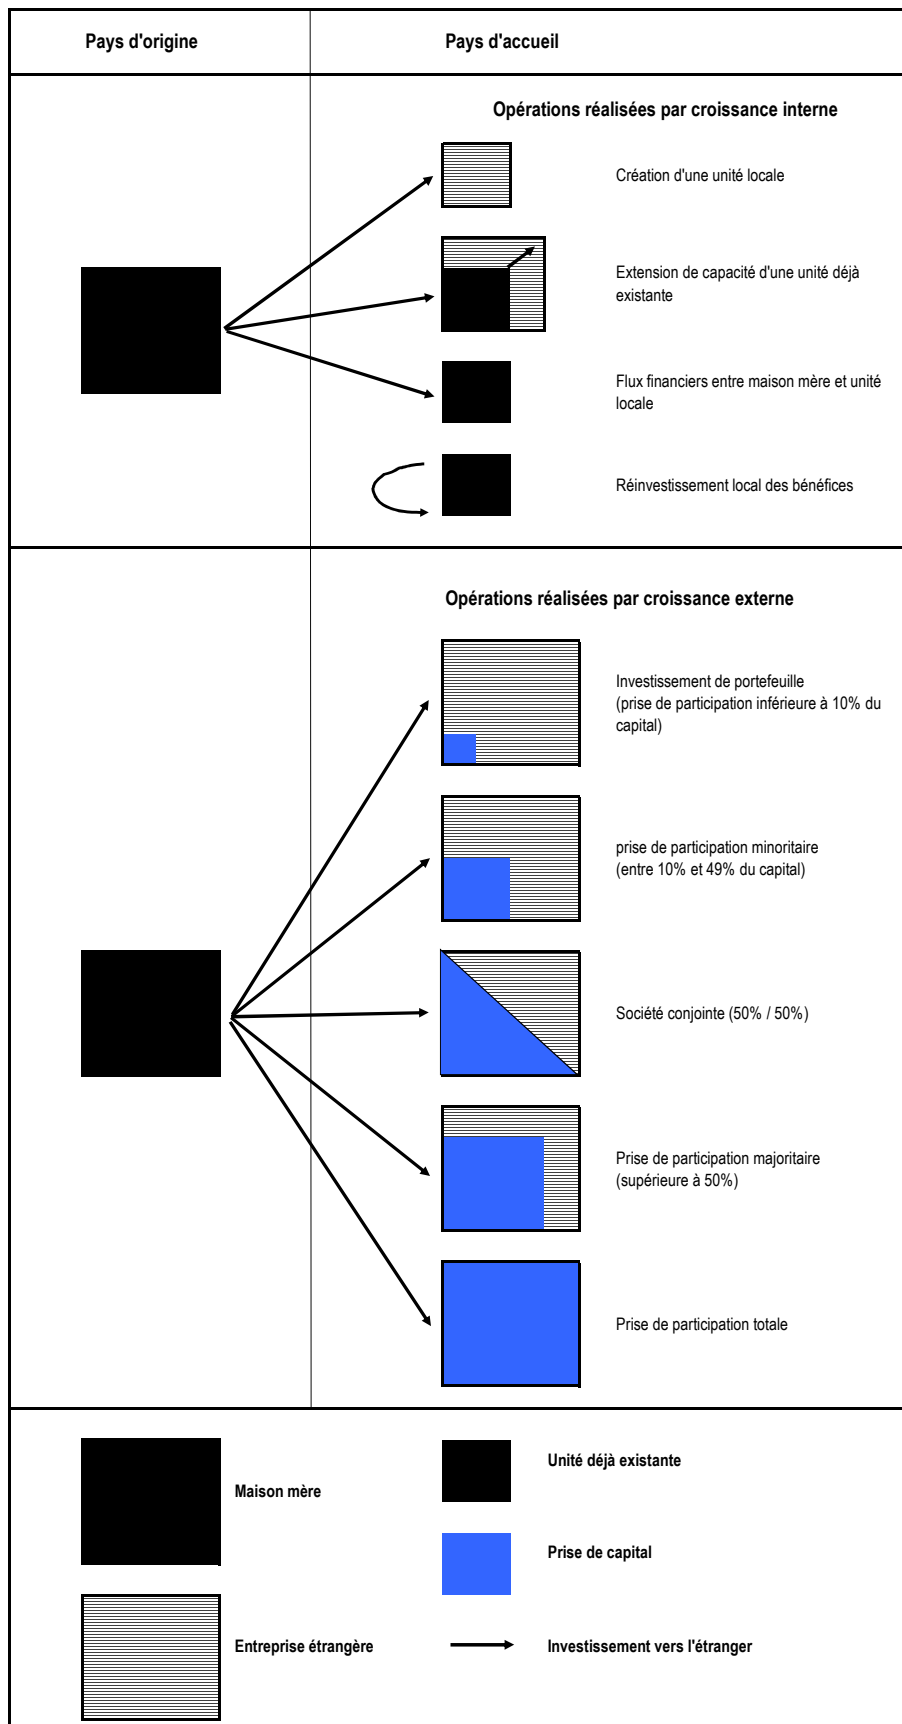 Pays d'origine
Pays d'accueil
Opérations réalisées par croissance interne
Création d'une unité locale
Extension de capacité d'une unité déjà
existante
Flux financiers entre maison mère et unité
locale
Réinvestissement local des bénéfices
Opérations réalisées par croissance externe
Investissement de portefeuille
(prise de participation inférieure à 10% du
capital)
prise de participation minoritaire
(entre 10% et 49% du capital)
Société conjointe (50% / 50%)
Prise de participation majoritaire
(supérieure à 50%)
Prise de participation totale
Maison mère
Unité déjà existante
Prise de capital
Entreprise étrangère
Investissement vers l'étranger